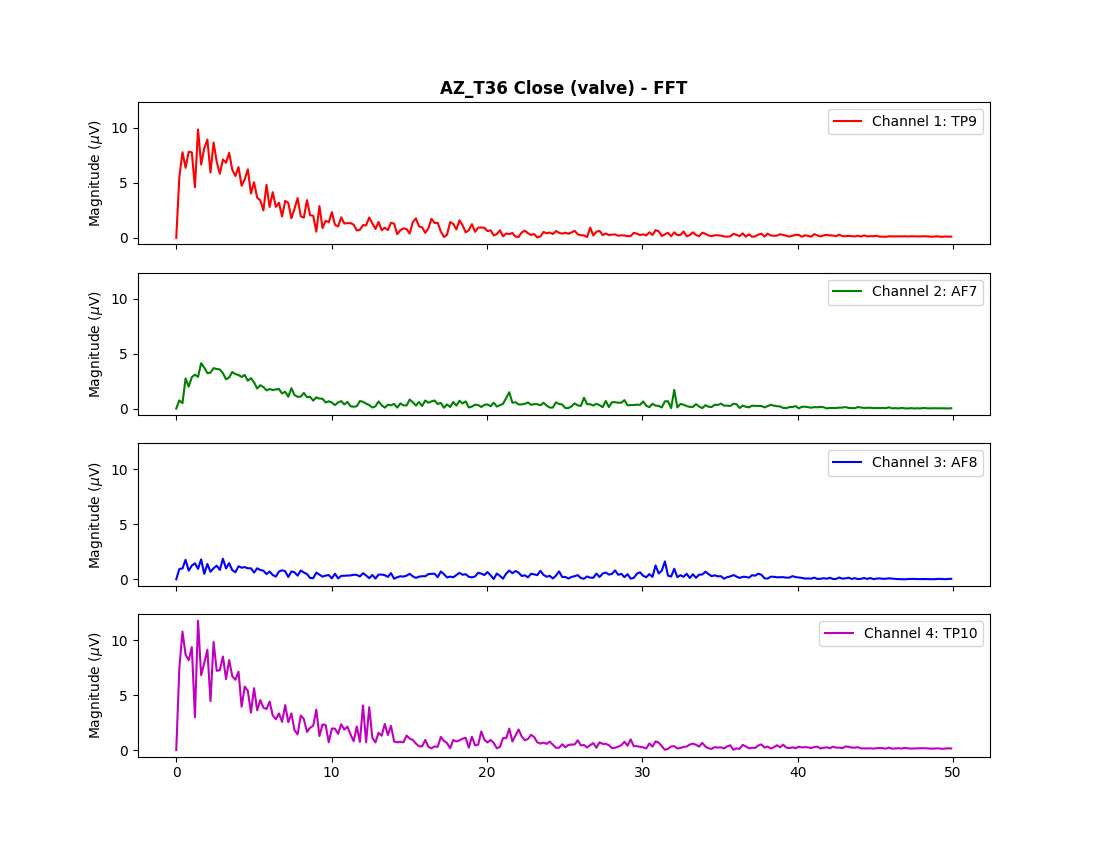 AZ_T36 Close (valve) - FFT
Channel 1: TP9
Magnitude (μV)
10
5
0
Channel 2: AF7
Magnitude (μV)
10
5
0
Channel 3: AF8
Magnitude (μV)
10
5
0
Channel 4: TP10
Magnitude (μV)
10
5
0
0 10 20 30 40 50